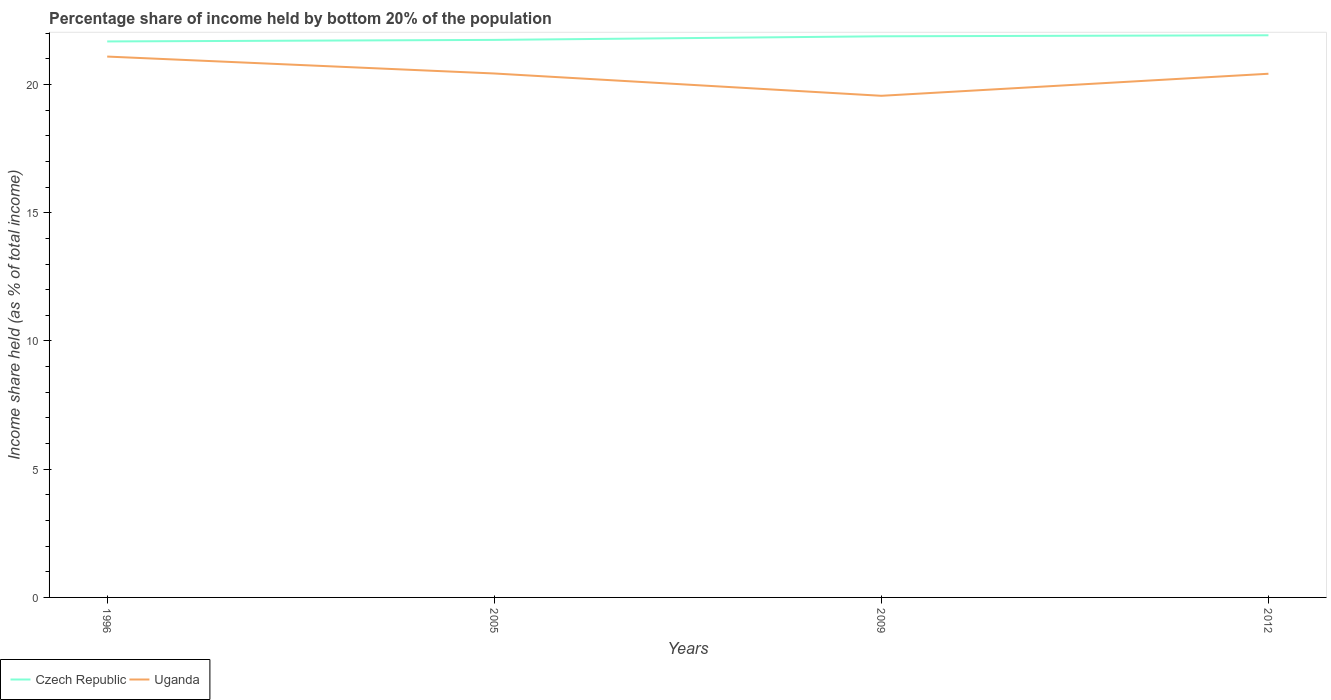 Percentage share of income held by bottom 20% of the population
Income share held (as % of total income)
20
15
10
5
0
1996
2005
2009
2012
Years
Czech Republic
Uganda